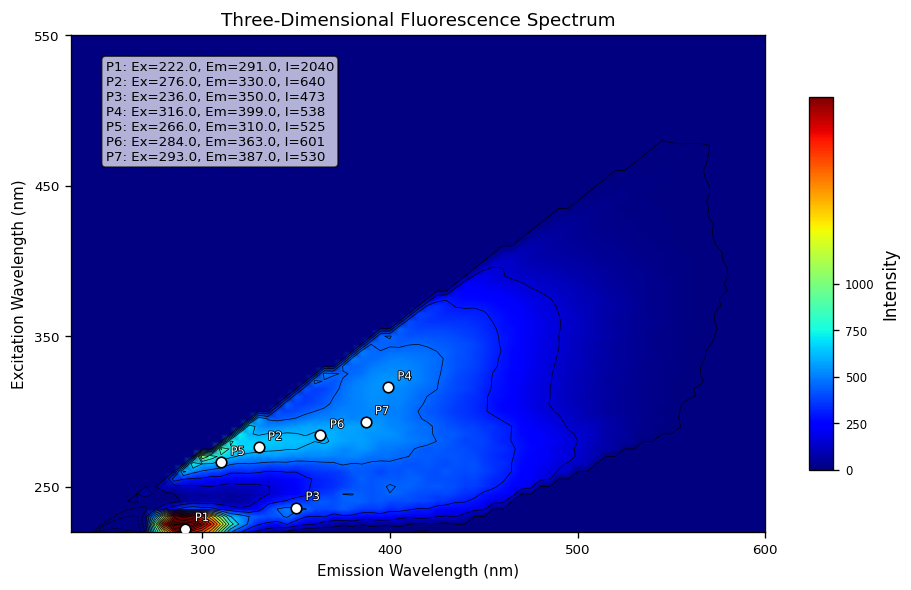 Three-Dimensional Fluorescence Spectrum
550
450
350
250
Excitation Wavelength (nm)
P1: Ex=222.0, Em=291.0, I=2040
P2: Ex=276.0, Em=330.0, I=640
P3: Ex=236.0, Em=350.0, I=473
P4: Ex=316.0, Em=399.0, I=538
P5: Ex=266.0, Em=310.0, I=525
P6: Ex=284.0, Em=363.0, I=601
P7: Ex=293.0, Em=387.0, I=530
P4
P7
P6
P2
P5
P3
P1
300
400
500
600
Emission Wavelength (nm)
1000
750
500
250
0
Intensity